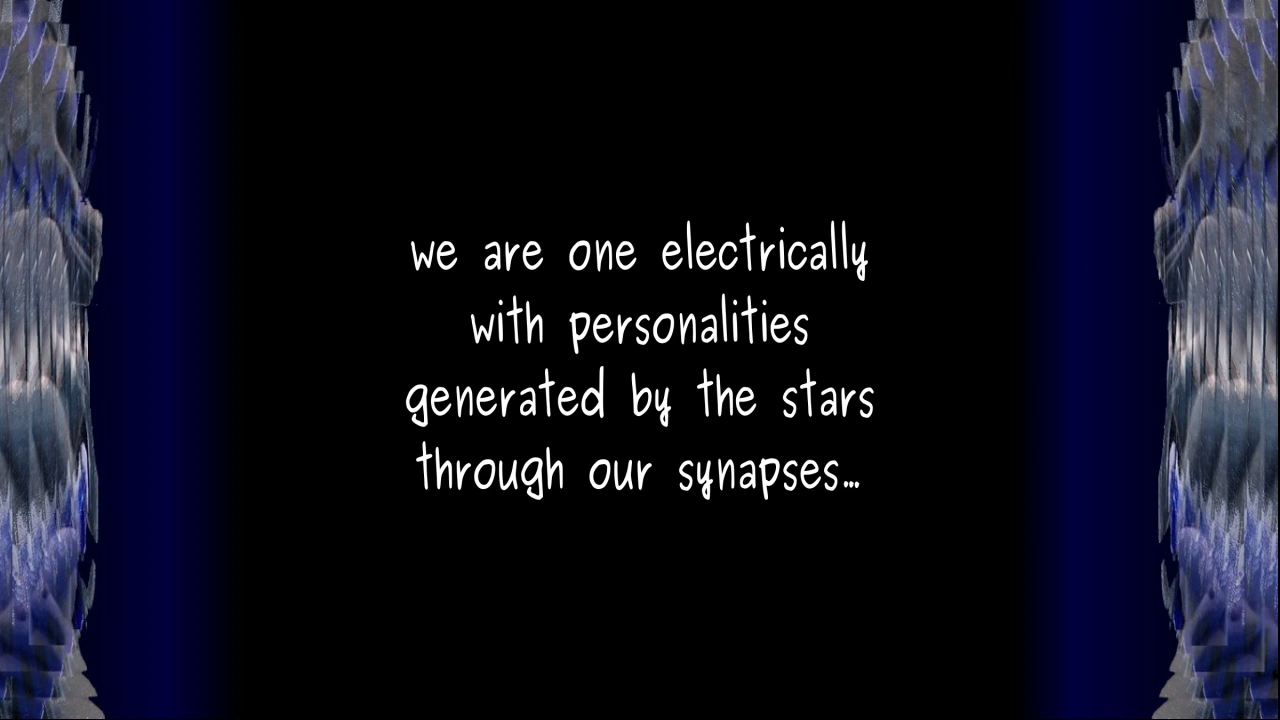 we are one electrically
with personalities
generated by the stars
through our synapses...